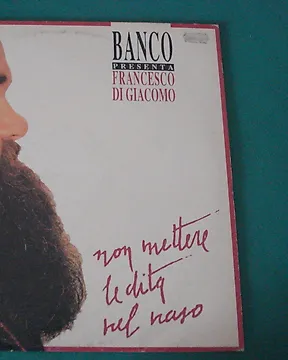 BANCO
PRESENTA
FRANCESCO
DI GIACOMO
non mettere
le dita
nel naso